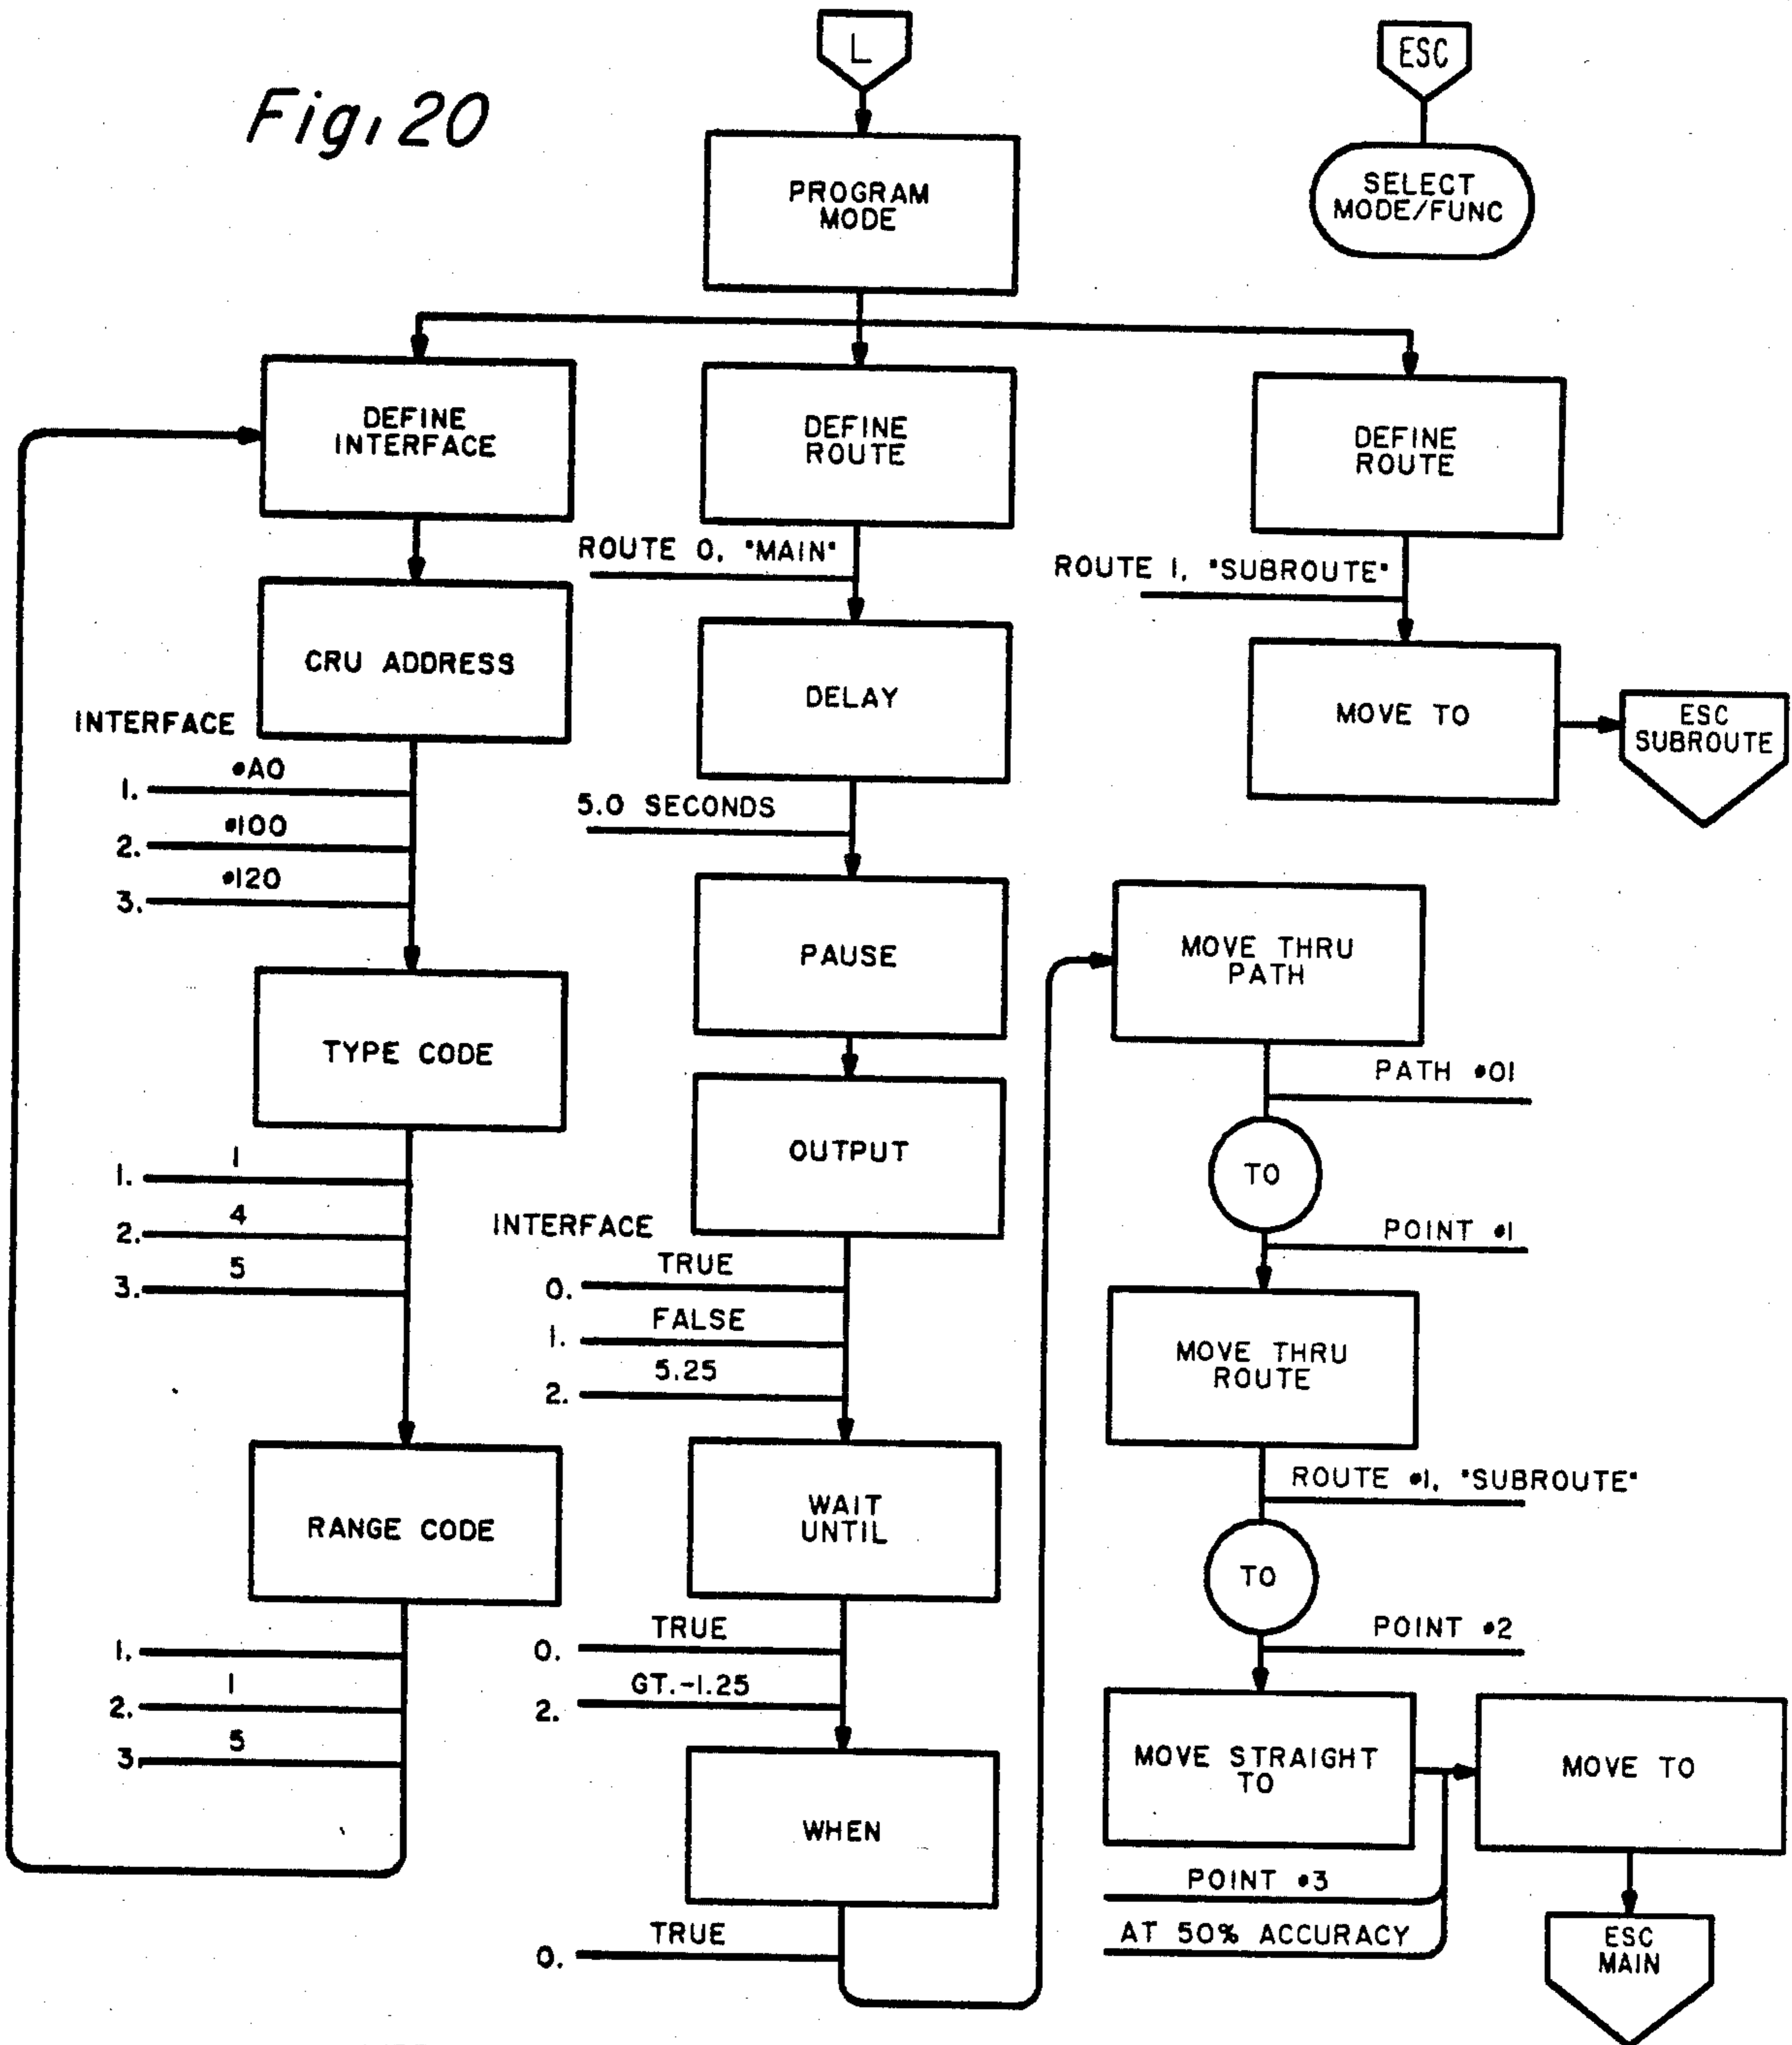 Fig. 20
L
ESC
PROGRAM
MODE
SELECT
MODE/FUNC
DEFINE
INTERFACE
DEFINE
ROUTE
DEFINE
ROUTE
ROUTE 0, "MAIN"
ROUTE 1, "SUBROUTE"
CRU ADDRESS
DELAY
MOVE TO
ESC
SUBROUTE
INTERFACE
1. #A0
2. #100
3. #120
5.0 SECONDS
PAUSE
MOVE THRU
PATH
TYPE CODE
PATH #01
OUTPUT
TO
1. 1
2. 4
3. 5
INTERFACE
0. TRUE
1. FALSE
2. 5.25
POINT #1
MOVE THRU
ROUTE
RANGE CODE
WAIT
UNTIL
ROUTE #1, "SUBROUTE"
TO
1.
2. 1
3. 5
0. TRUE
2. GT.-1.25
POINT #2
MOVE STRAIGHT
TO
MOVE TO
WHEN
POINT #3
AT 50% ACCURACY
0. TRUE
ESC
MAIN